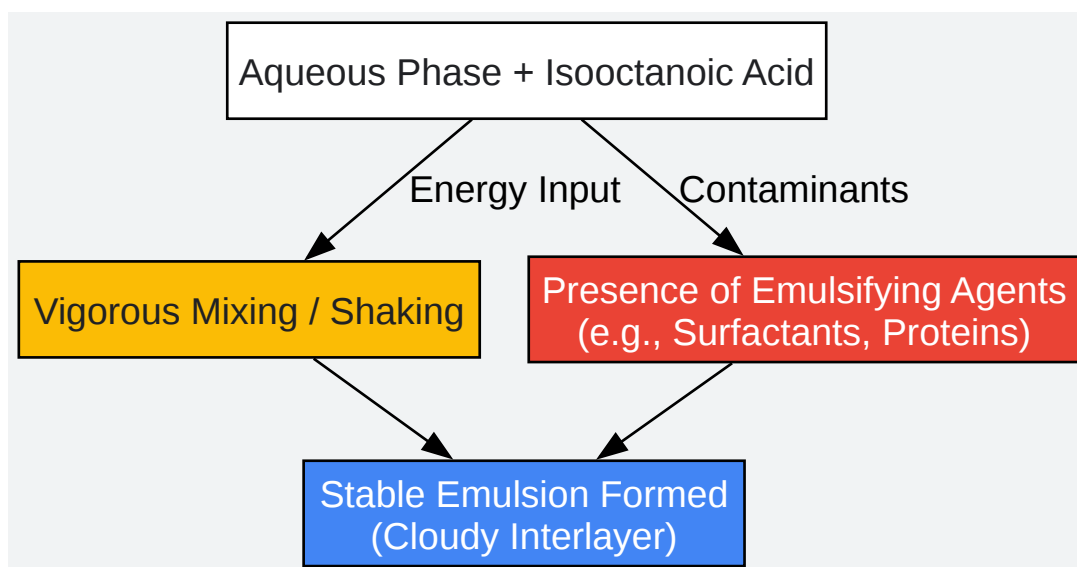 Aqueous Phase + Isooctanoic Acid
Energy Input
Contaminants
Vigorous Mixing / Shaking
Presence of Emulsifying Agents
(e.g., Surfactants, Proteins)
Stable Emulsion Formed
(Cloudy Interlayer)